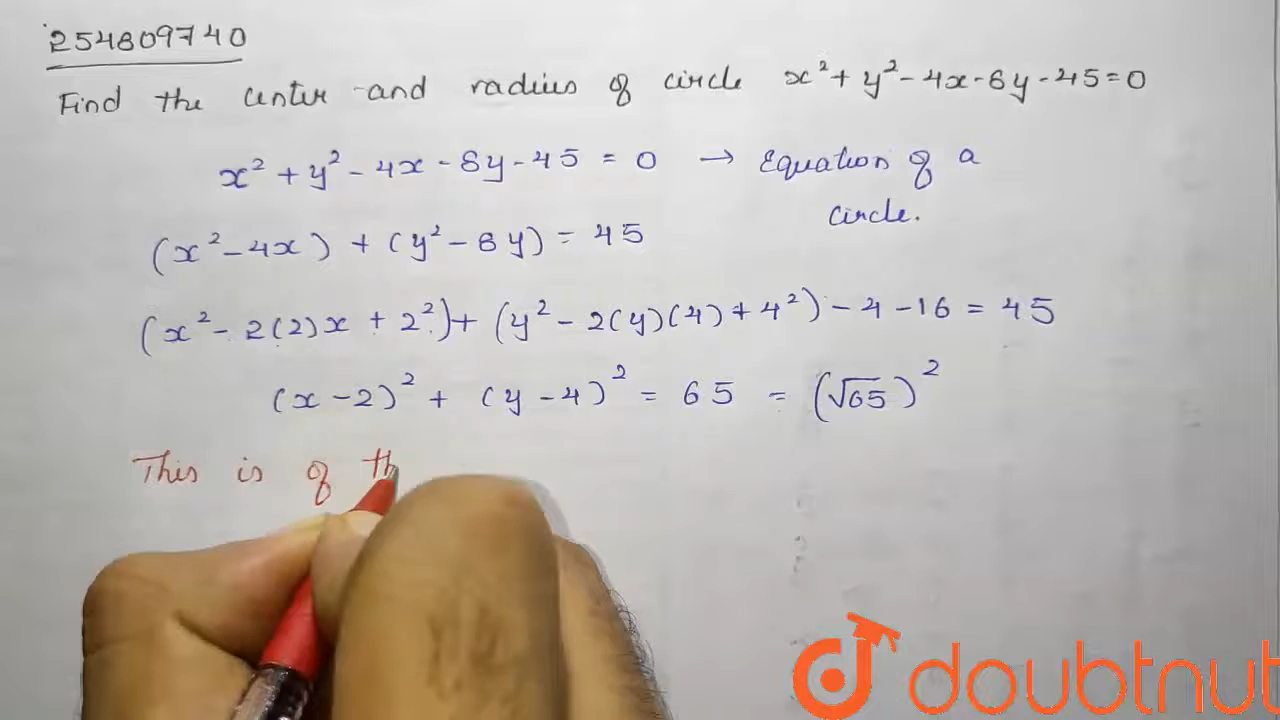 254809740
Find the center and radius of circle x² + y² - 4x - 8y - 45 = 0
x² + y² - 4x - 8y - 45 = 0 → Equation of a
circle.
(x² - 4x) + (y² - 8y) = 45
(x² - 2(2)x + 2²) + (y² - 2(y)(4) + 4²) - 4 - 16 = 45
(x - 2)² + (y - 4)² = 65 = (√65)²
This is of th
doubtnut